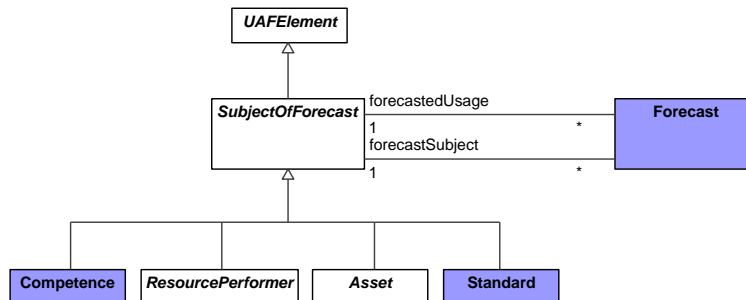 UAFElement
SubjectOfForecast
forecastedUsage
1
*
forecastSubject
1
*
Forecast
Competence
ResourcePerformer
Asset
Standard